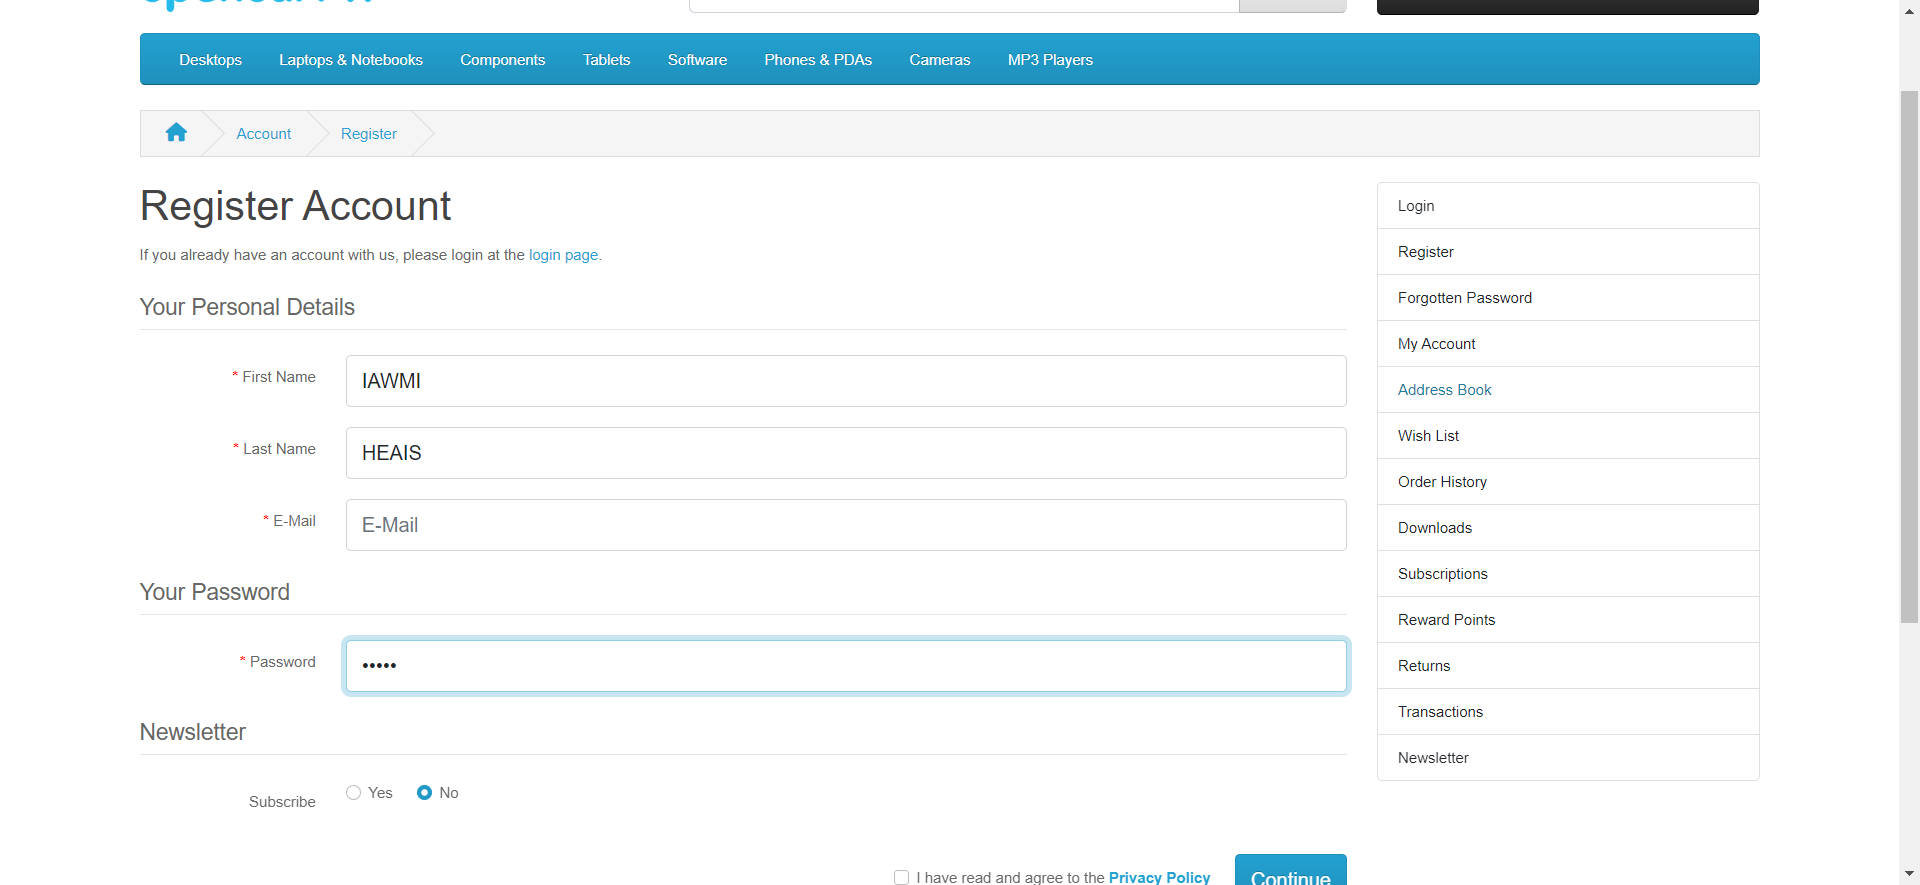 Desktops Laptops & Notebooks Components Tablets Software Phones & PDAs Cameras MP3 Players
Account Register
Register Account
If you already have an account with us, please login at the login page.
Your Personal Details
* First Name IAWMI
* Last Name HEAIS
* E-Mail E-Mail
Your Password
* Password •••••
Newsletter
Subscribe Yes No
I have read and agree to the Privacy Policy Continue
Login
Register
Forgotten Password
My Account
Address Book
Wish List
Order History
Downloads
Subscriptions
Reward Points
Returns
Transactions
Newsletter